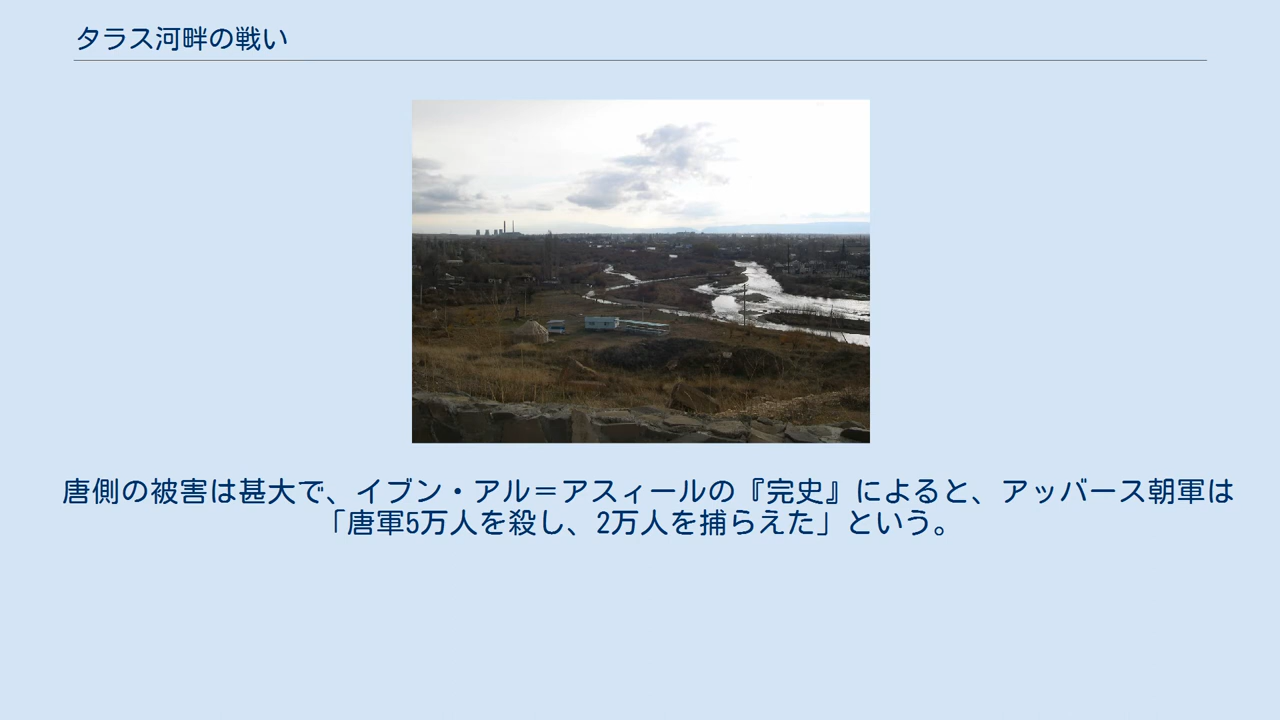 タラス河畔の戦い
唐側の被害は甚大で、イブン・アル＝アスィールの『完史』によると、アッバース朝軍は
「唐軍5万人を殺し、2万人を捕らえた」という。